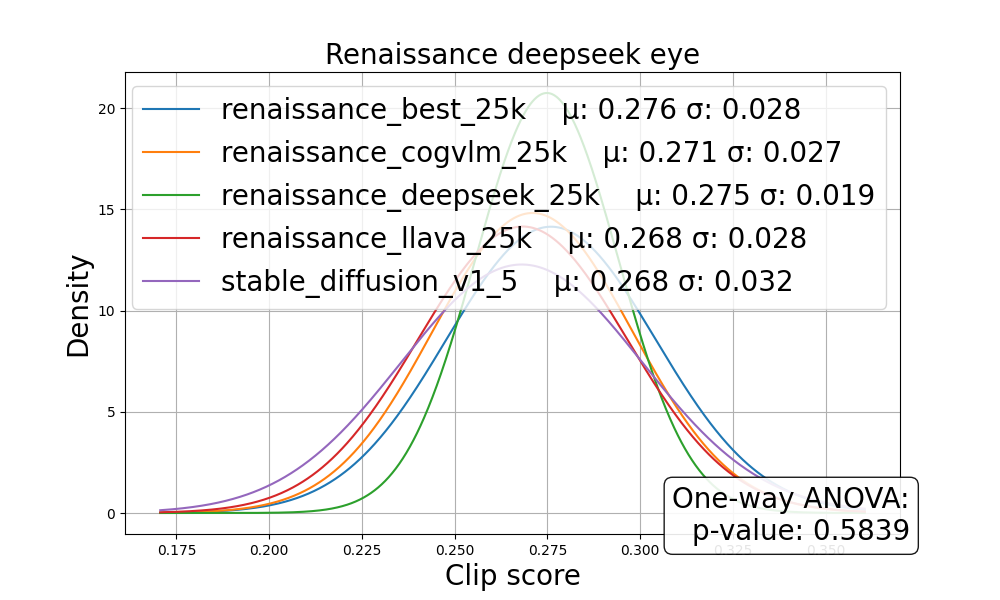 Renaissance deepseek eye
renaissance_best_25k μ: 0.276 σ: 0.028
renaissance_cogvlm_25k μ: 0.271 σ: 0.027
renaissance_deepseek_25k μ: 0.275 σ: 0.019
renaissance_llava_25k μ: 0.268 σ: 0.028
stable_diffusion_v1_5 μ: 0.268 σ: 0.032
20
15
10
5
0
Density
One-way ANOVA:
p-value: 0.5839
0.175 0.200 0.225 0.250 0.275 0.300 0.325 0.350
Clip score